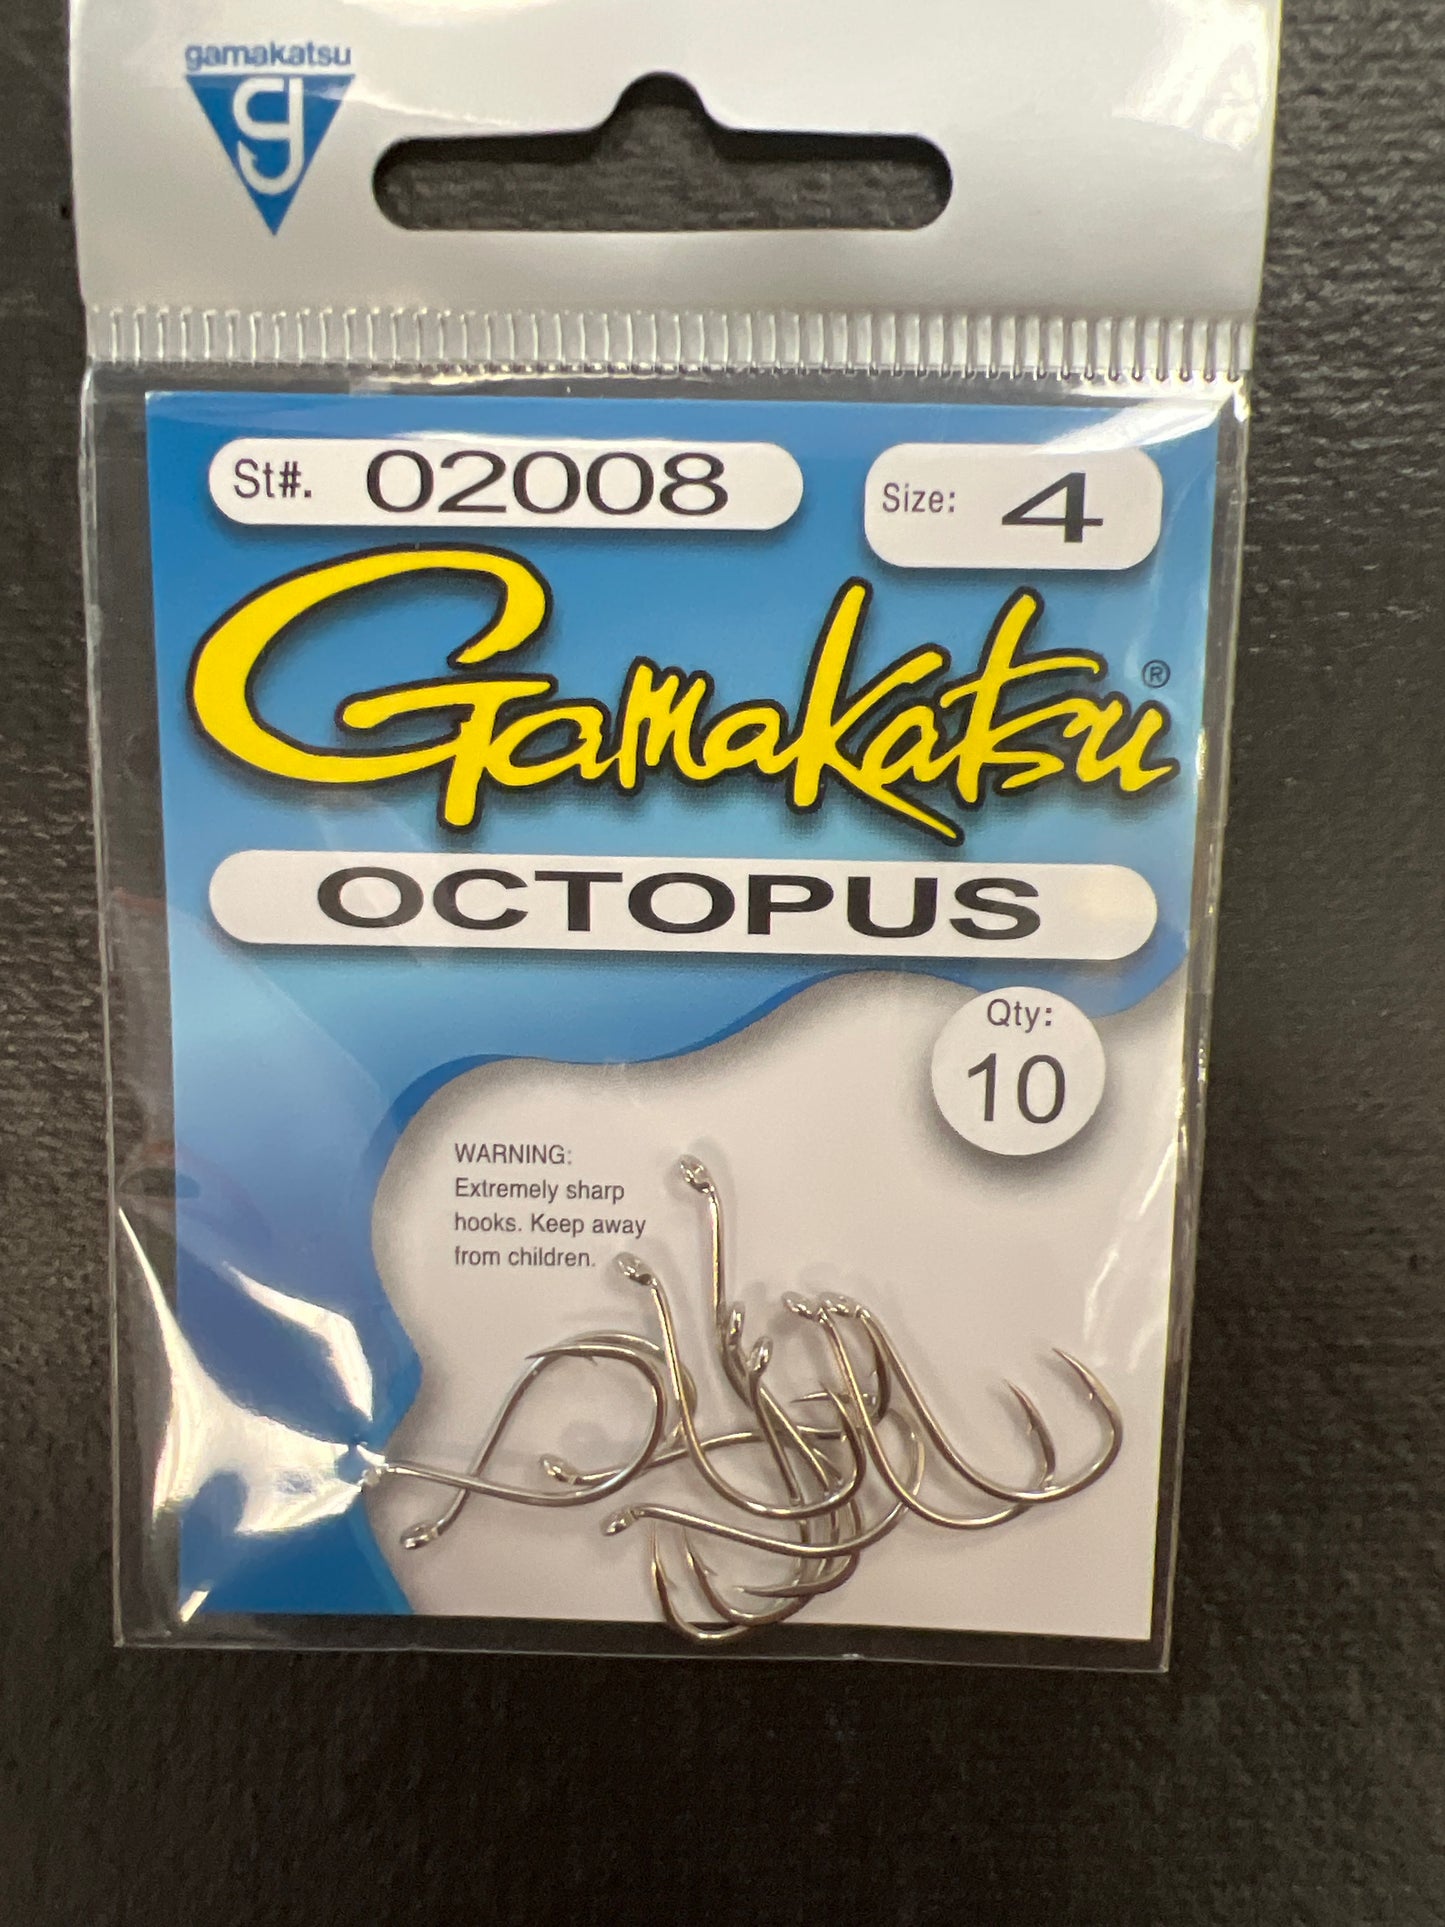 gamakatsu
g
St#. 02008
Size: 4
Gamakatsu®
OCTOPUS
Qty:
10
WARNING:
Extremely sharp
hooks. Keep away
from children.